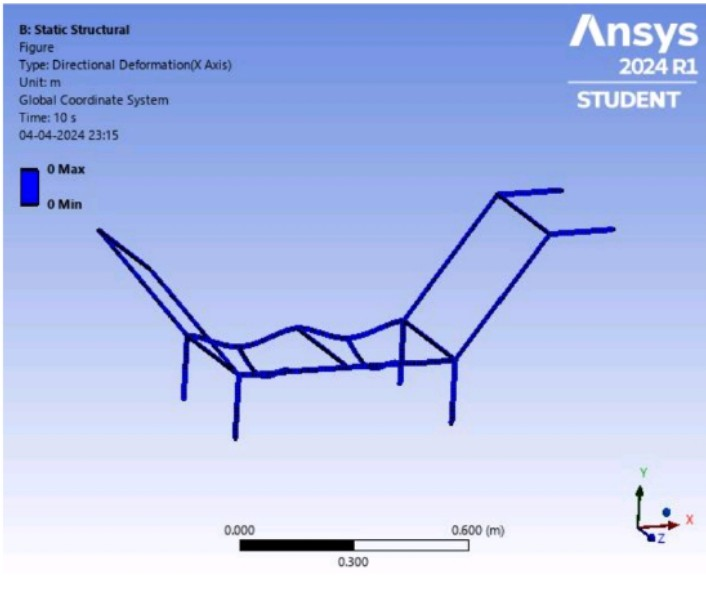 B: Static Structural
Figure
Type: Directional Deformation(X Axis)
Unit: m
Global Coordinate System
Time: 10 s
04-04-2024 23:15
0 Max
0 Min
Ansys
2024 R1
STUDENT
Y
X
Z
0.000
0.600 (m)
0.300